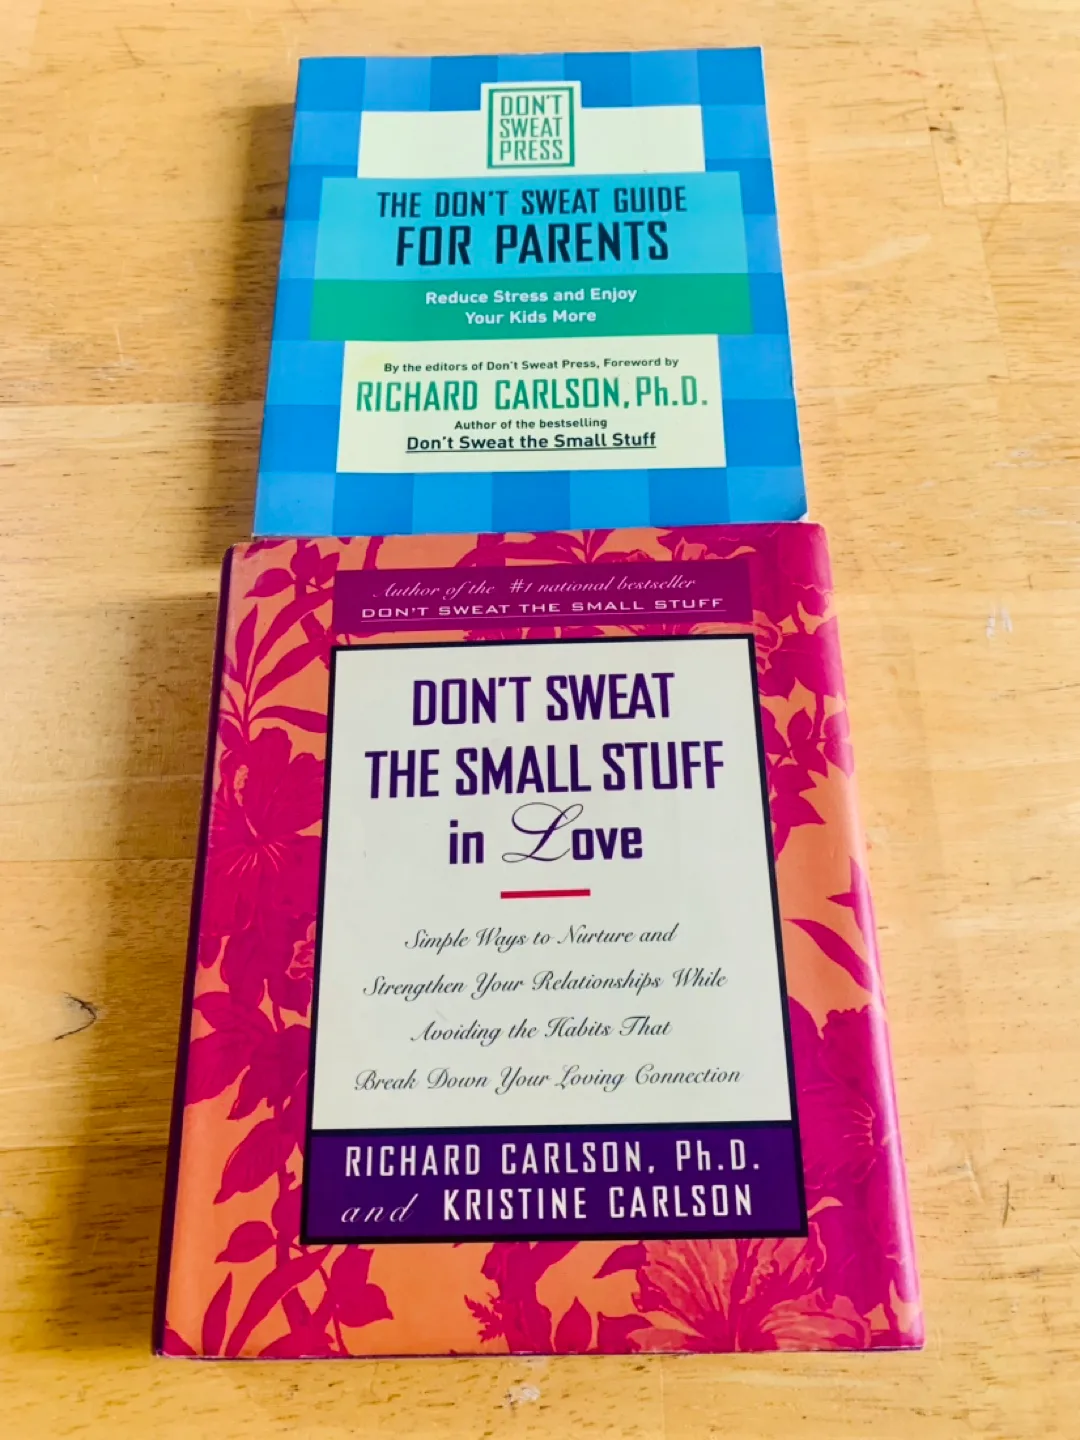 DON'T
SWEAT
PRESS
THE DON'T SWEAT GUIDE
FOR PARENTS
Reduce Stress and Enjoy
Your Kids More
By the editors of Don't Sweat Press, Foreword by
RICHARD CARLSON, Ph.D.
Author of the bestselling
Don't Sweat the Small Stuff
Author of the #1 national bestseller
DON'T SWEAT THE SMALL STUFF
DON'T SWEAT
THE SMALL STUFF
in Love
Simple Ways to Nurture and
Strengthen Your Relationships While
Avoiding the Habits That
Break Down Your Loving Connection
RICHARD CARLSON, Ph.D.
and KRISTINE CARLSON